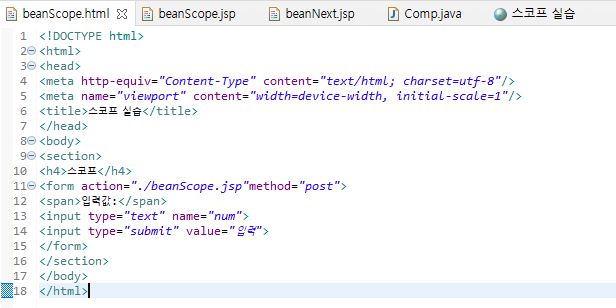 beanScope.html beanScope.jsp beanNext.jsp Comp.java 스코프 실습
1 <!DOCTYPE html>
2 <html>
3 <head>
4 <meta http-equiv="Content-Type" content="text/html; charset=utf-8"/>
5 <meta name="viewport" content="width=device-width, initial-scale=1"/>
6 <title>스코프 실습</title>
7 </head>
8 <body>
9 <section>
10 <h4>스코프</h4>
11 <form action="./beanScope.jsp"method="post">
12 <span>입력값:</span>
13 <input type="text" name="num">
14 <input type="submit" value="입력">
15 </form>
16 </section>
17 </body>
18 </html>